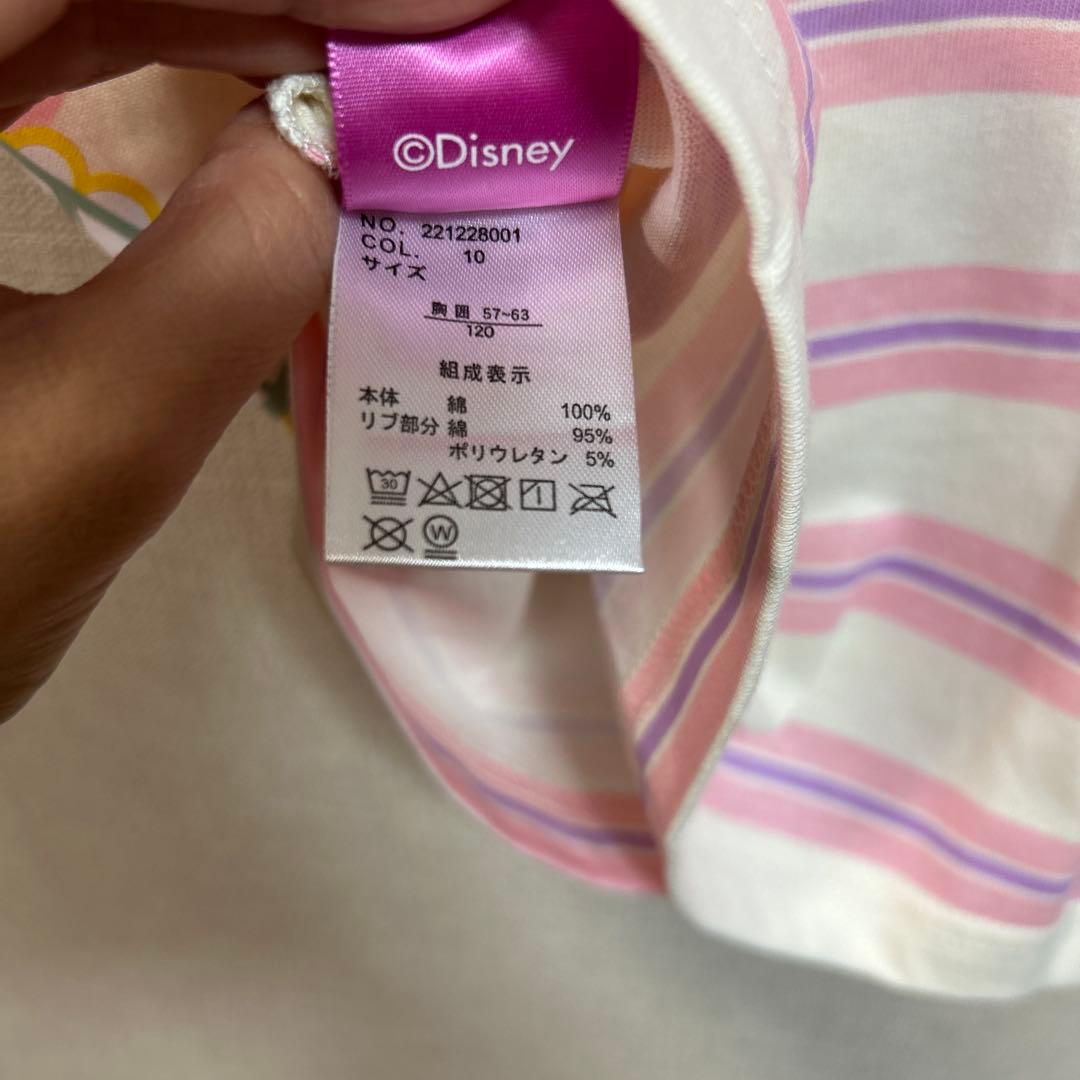 ©Disney
NO. 221228001
COL. 10
サイズ
胸囲 57~63
120
組成表示
本体 綿 100%
リブ部分 綿 95%
ポリウレタン 5%
30
W